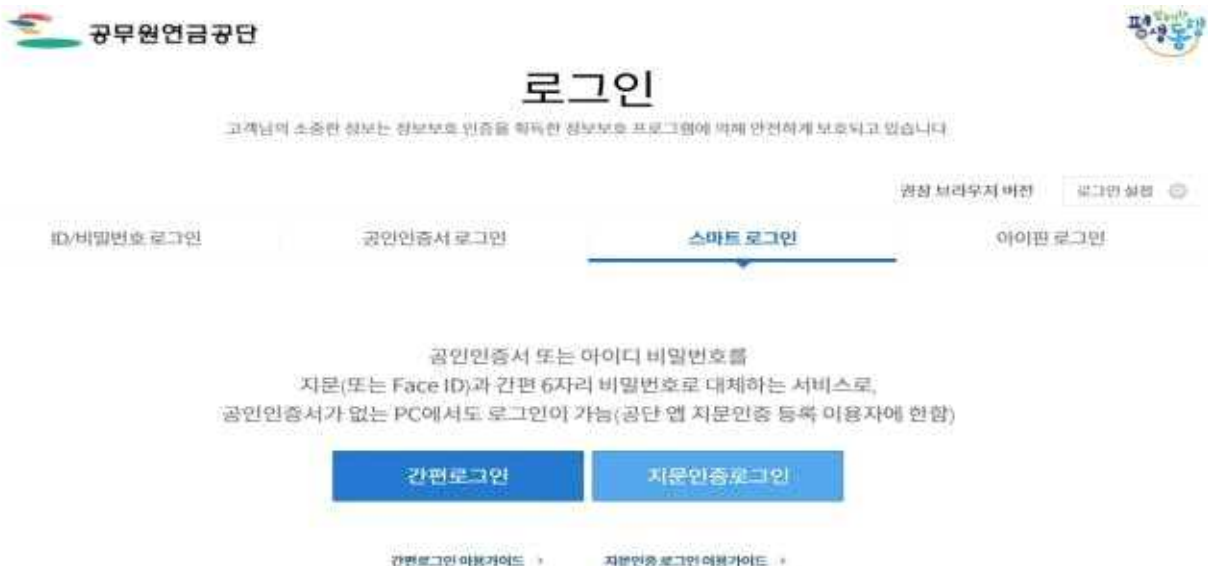 공무원연금공단
평생동행
로그인
고객님의 소중한 정보는 정보보호 인증을 획득한 정보보호 프로그램에 의해 안전하게 보호되고 있습니다
권장 브라우저 버전 로그인 설정
ID/비밀번호 로그인 공인인증서 로그인 스마트 로그인 아이핀 로그인
공인인증서 또는 아이디 비밀번호를
지문(또는 Face ID)과 간편 6자리 비밀번호로 대체하는 서비스로,
공인인증서가 없는 PC에서도 로그인이 가능(공단 앱 지문인증 등록 이용자에 한함)
간편로그인 지문인증로그인
간편로그인 이용가이드 지문인증 로그인 이용가이드